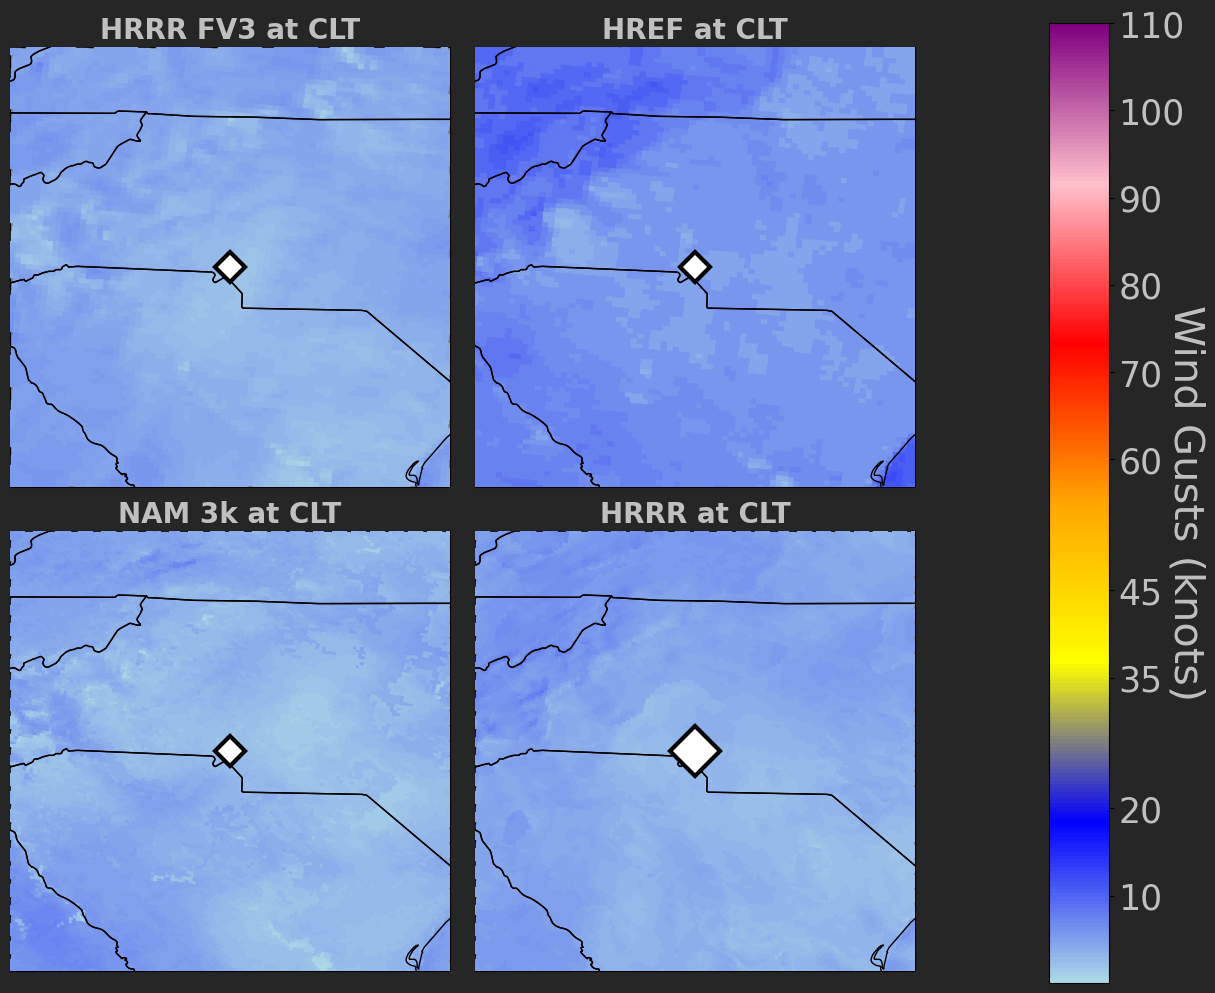 HRRR FV3 at CLT
HREF at CLT
NAM 3k at CLT
HRRR at CLT
110
100
90
80
70
60
45
35
20
10
Wind Gusts (knots)